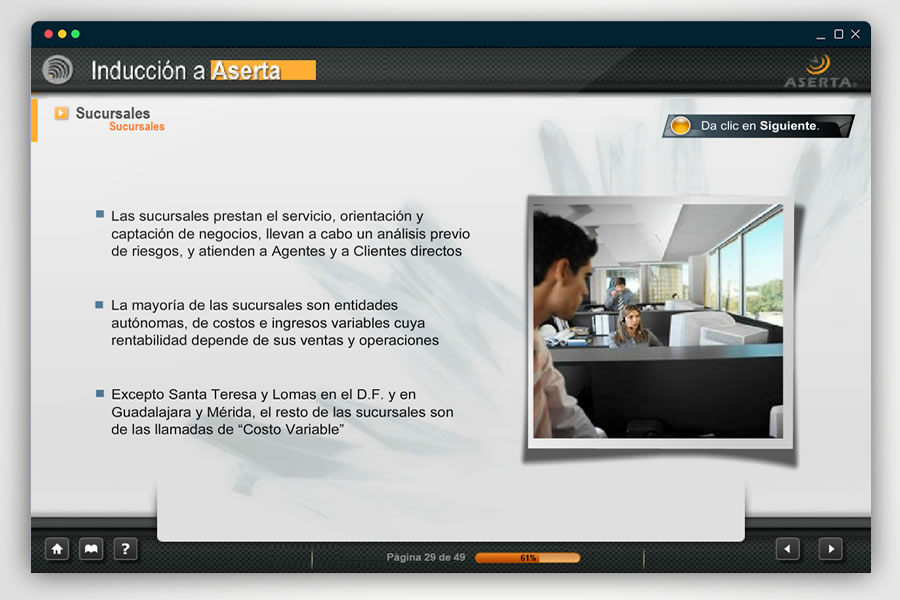 Inducción a Aserta
ASERTA
Sucursales
Sucursales
Da clic en Siguiente.
Las sucursales prestan el servicio, orientación y
captación de negocios, llevan a cabo un análisis previo
de riesgos, y atienden a Agentes y a Clientes directos
La mayoría de las sucursales son entidades
autónomas, de costos e ingresos variables cuya
rentabilidad depende de sus ventas y operaciones
Excepto Santa Teresa y Lomas en el D.F. y en
Guadalajara y Mérida, el resto de las sucursales son
de las llamadas de “Costo Variable”
?
Página 29 de 49
61%